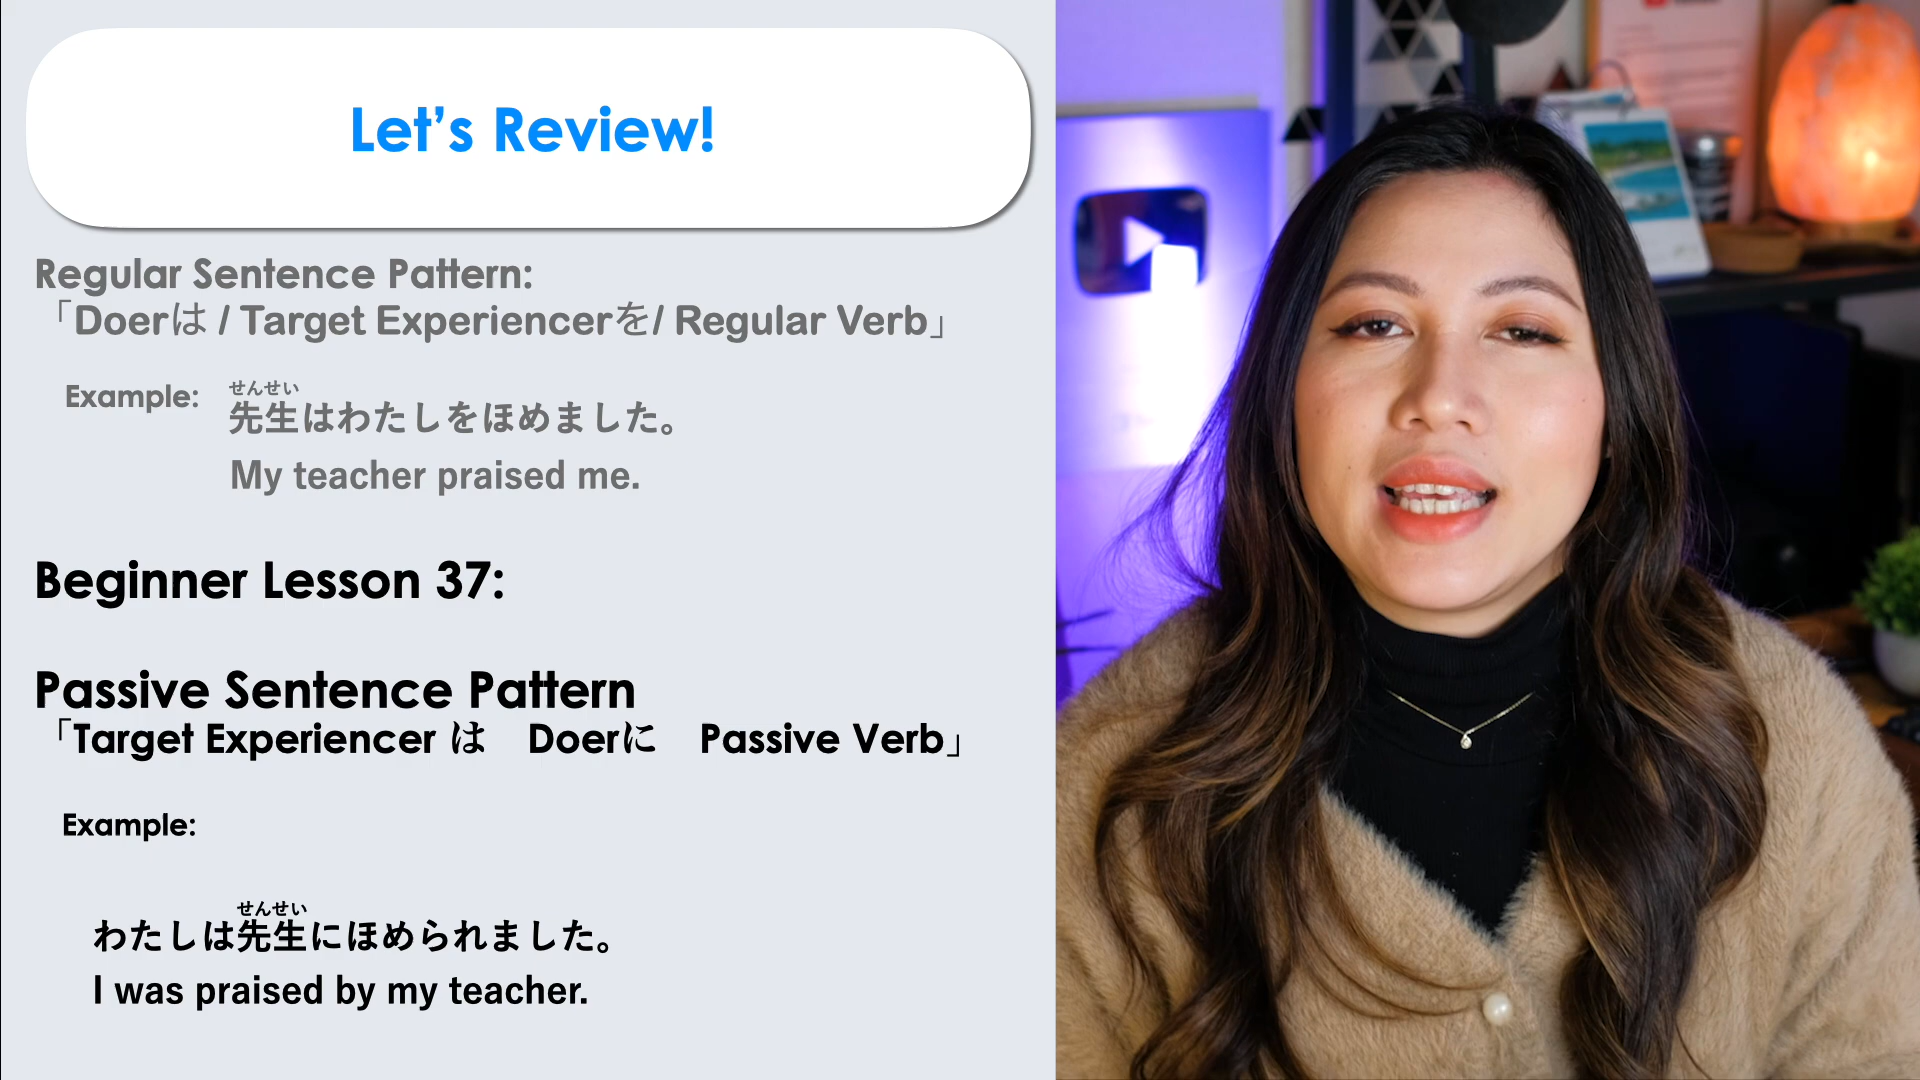 Let's Review!
Regular Sentence Pattern:
「Doerは / Target Experiencerを/ Regular Verb」
Example:
せんせい
先生はわたしをほめました。
My teacher praised me.
Beginner Lesson 37:
Passive Sentence Pattern
「Target Experiencer は　Doerに　Passive Verb」
Example:
せんせい
わたしは先生にほめられました。
I was praised by my teacher.